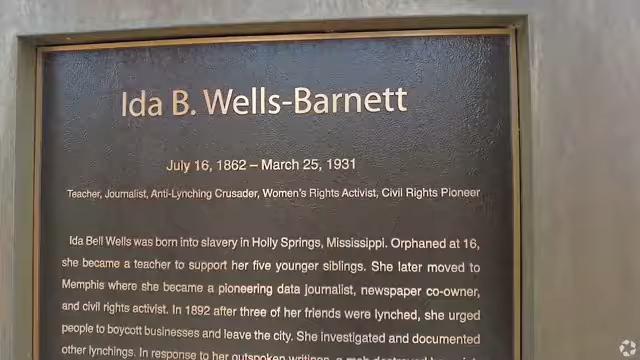 Ida B. Wells-Barnett
July 16, 1862 – March 25, 1931
Teacher, Journalist, Anti-Lynching Crusader, Women's Rights Activist, Civil Rights Pioneer
Ida Bell Wells was born into slavery in Holly Springs, Mississippi. Orphaned at 16,
she became a teacher to support her five younger siblings. She later moved to
Memphis where she became a pioneering data journalist, newspaper co-owner,
and civil rights activist. In 1892 after three of her friends were lynched, she urged
people to boycott businesses and leave the city. She investigated and documented
other lynchings. In response to her outspoken writings, a mob destroyed